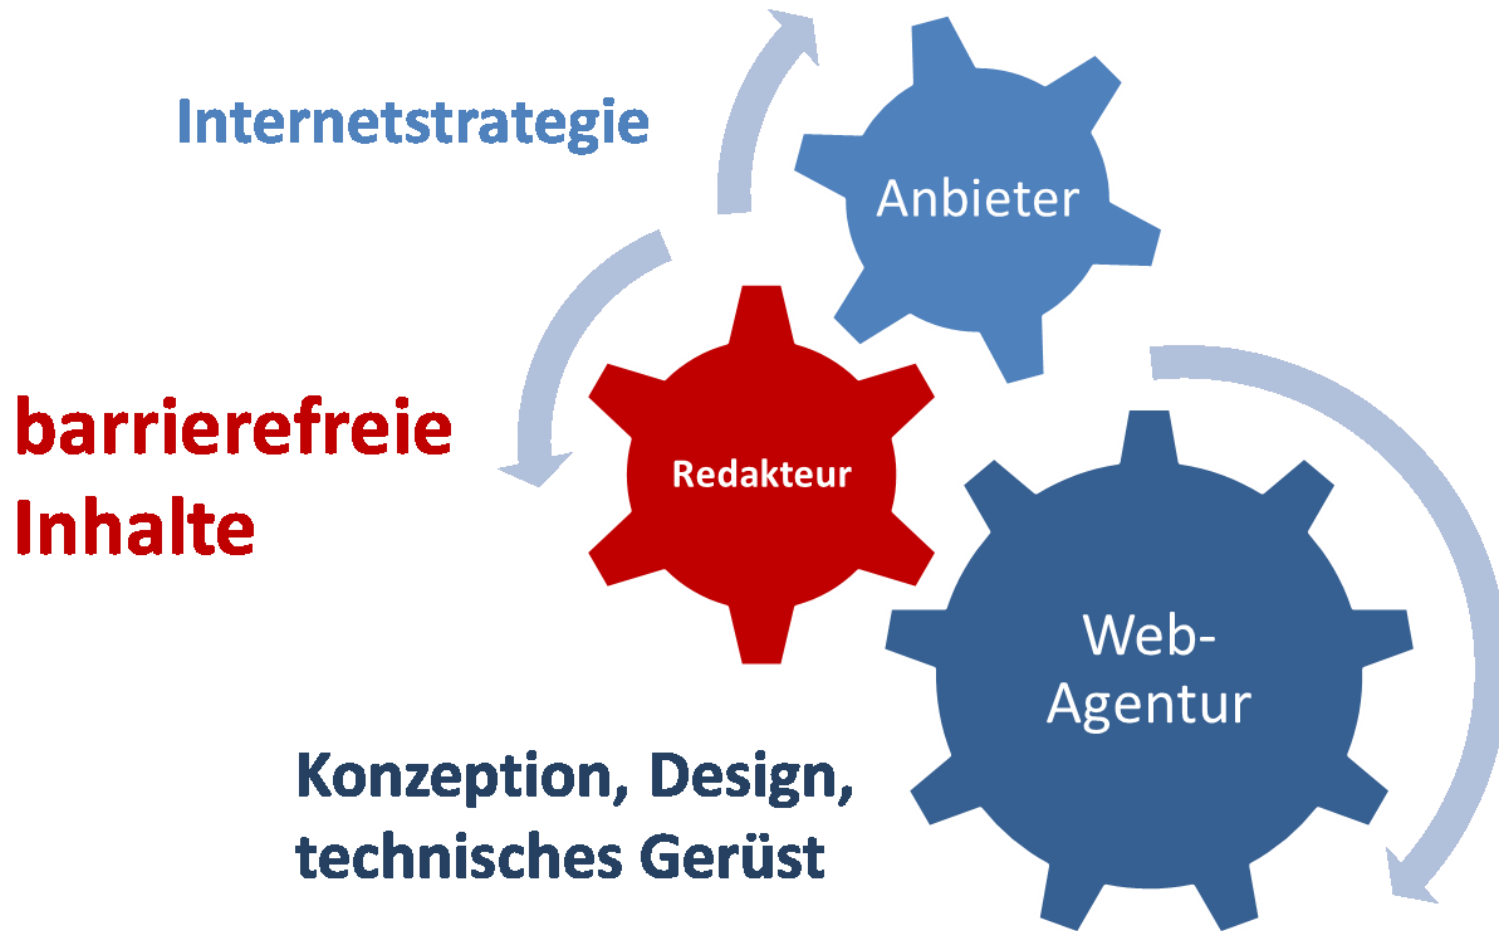 Internetstrategie
Anbieter
barrierefreie
Inhalte
Redakteur
Web-
Agentur
Konzeption, Design,
technisches Gerüst